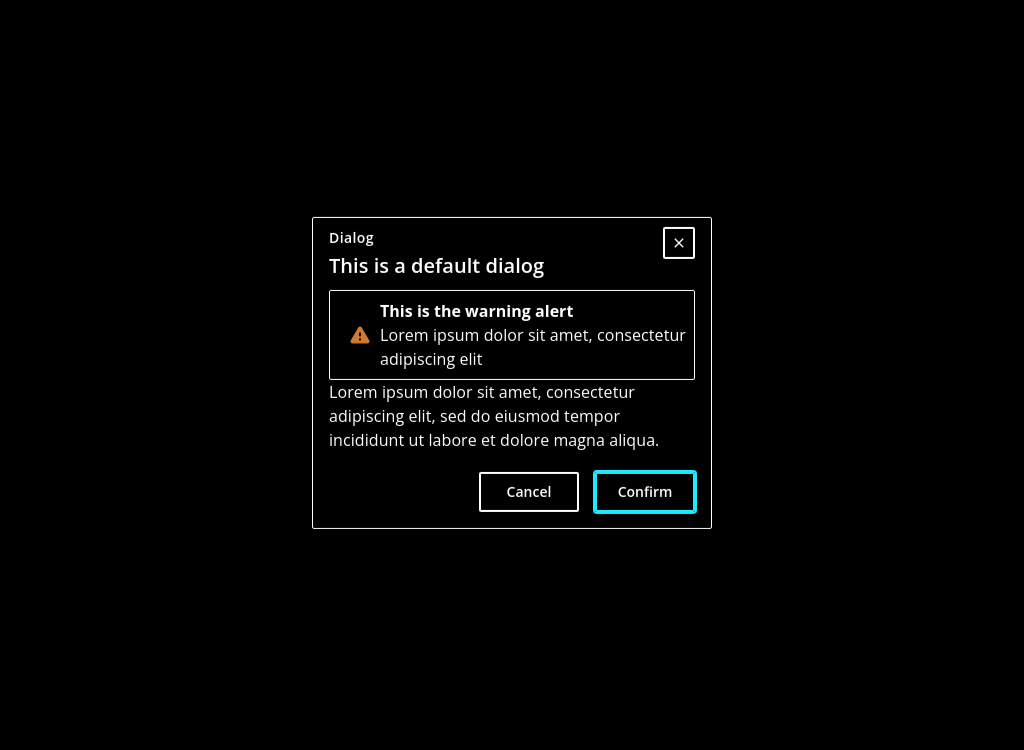 Dialog
This is a default dialog
This is the warning alert
Lorem ipsum dolor sit amet, consectetur
adipiscing elit
Lorem ipsum dolor sit amet, consectetur
adipiscing elit, sed do eiusmod tempor
incididunt ut labore et dolore magna aliqua.
Cancel
Confirm